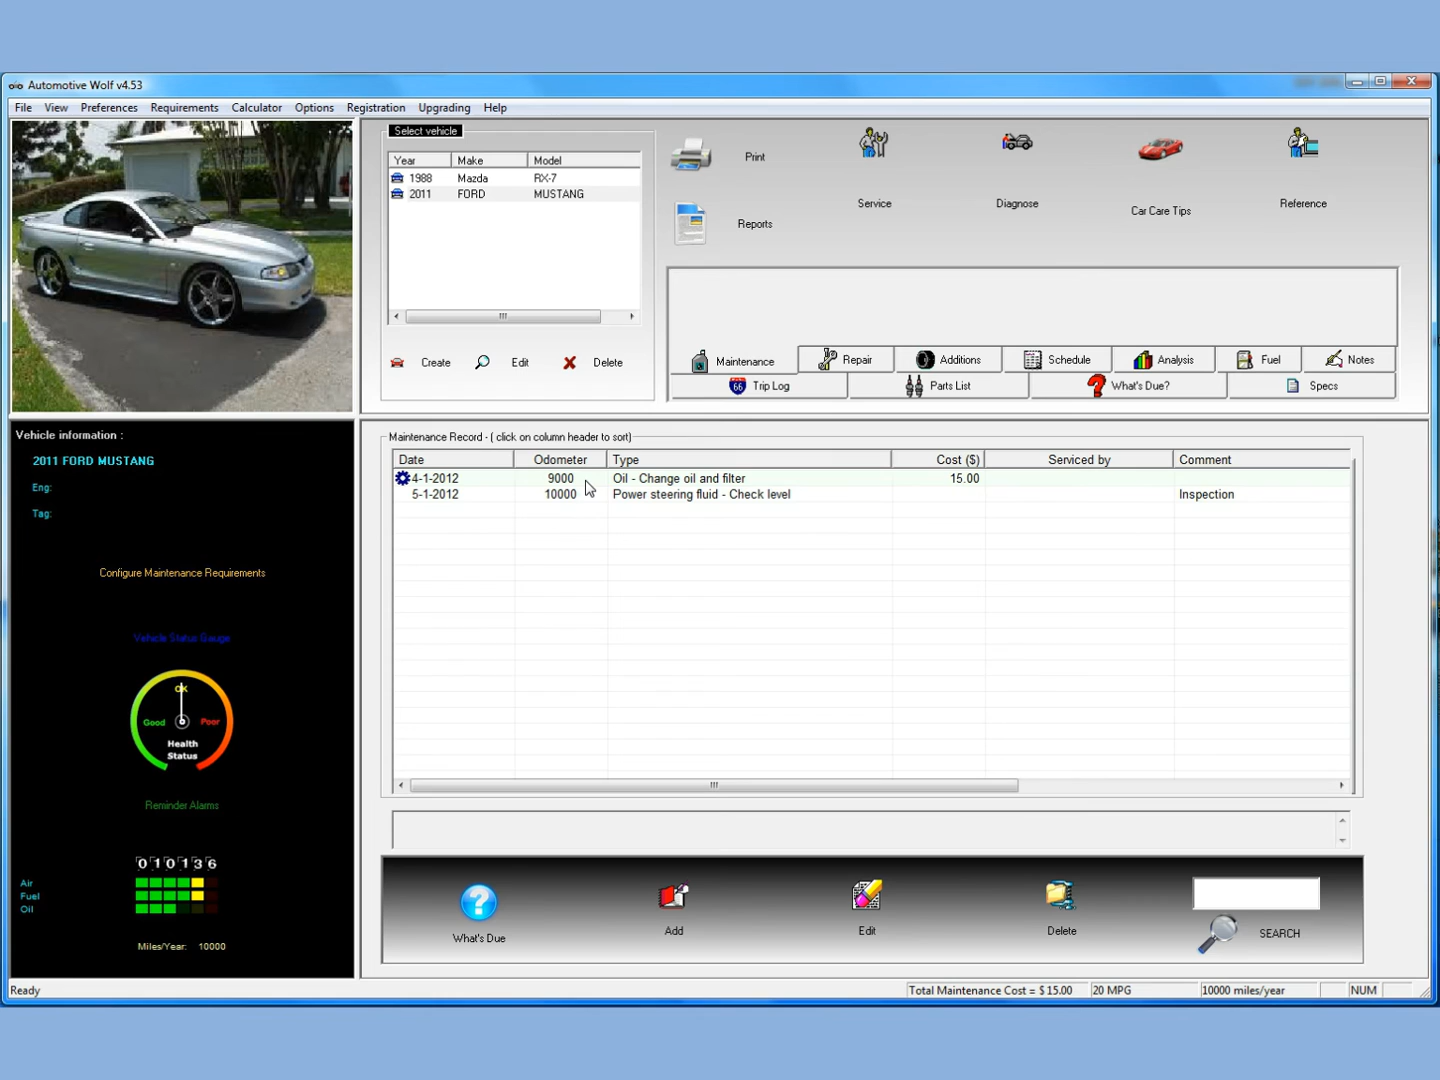 Automotive Wolf v4.53
File View Preferences Requirements Calculator Options Registration Upgrading Help
Select vehicle
Year Make Model
1988 Mazda RX-7
2011 FORD MUSTANG
Create Edit Delete
Print
Reports
Service
Diagnose
Car Care Tips
Reference
Maintenance Repair Additions Schedule Analysis Fuel Notes
66 Trip Log Parts List What's Due? Specs
Vehicle information :
2011 FORD MUSTANG
Eng:
Tag:
Configure Maintenance Requirements
Vehicle Status Gauge
OK
Good Poor
Health
Status
Reminder Alarms
010136
Air
Fuel
Oil
Miles/Year: 10000
Maintenance Record - ( click on column header to sort)
Date Odometer Type Cost ($) Serviced by Comment
4-1-2012 9000 Oil - Change oil and filter 15.00
5-1-2012 10000 Power steering fluid - Check level Inspection
What's Due Add Edit Delete SEARCH
Ready Total Maintenance Cost = $15.00 20 MPG 10000 miles/year NUM